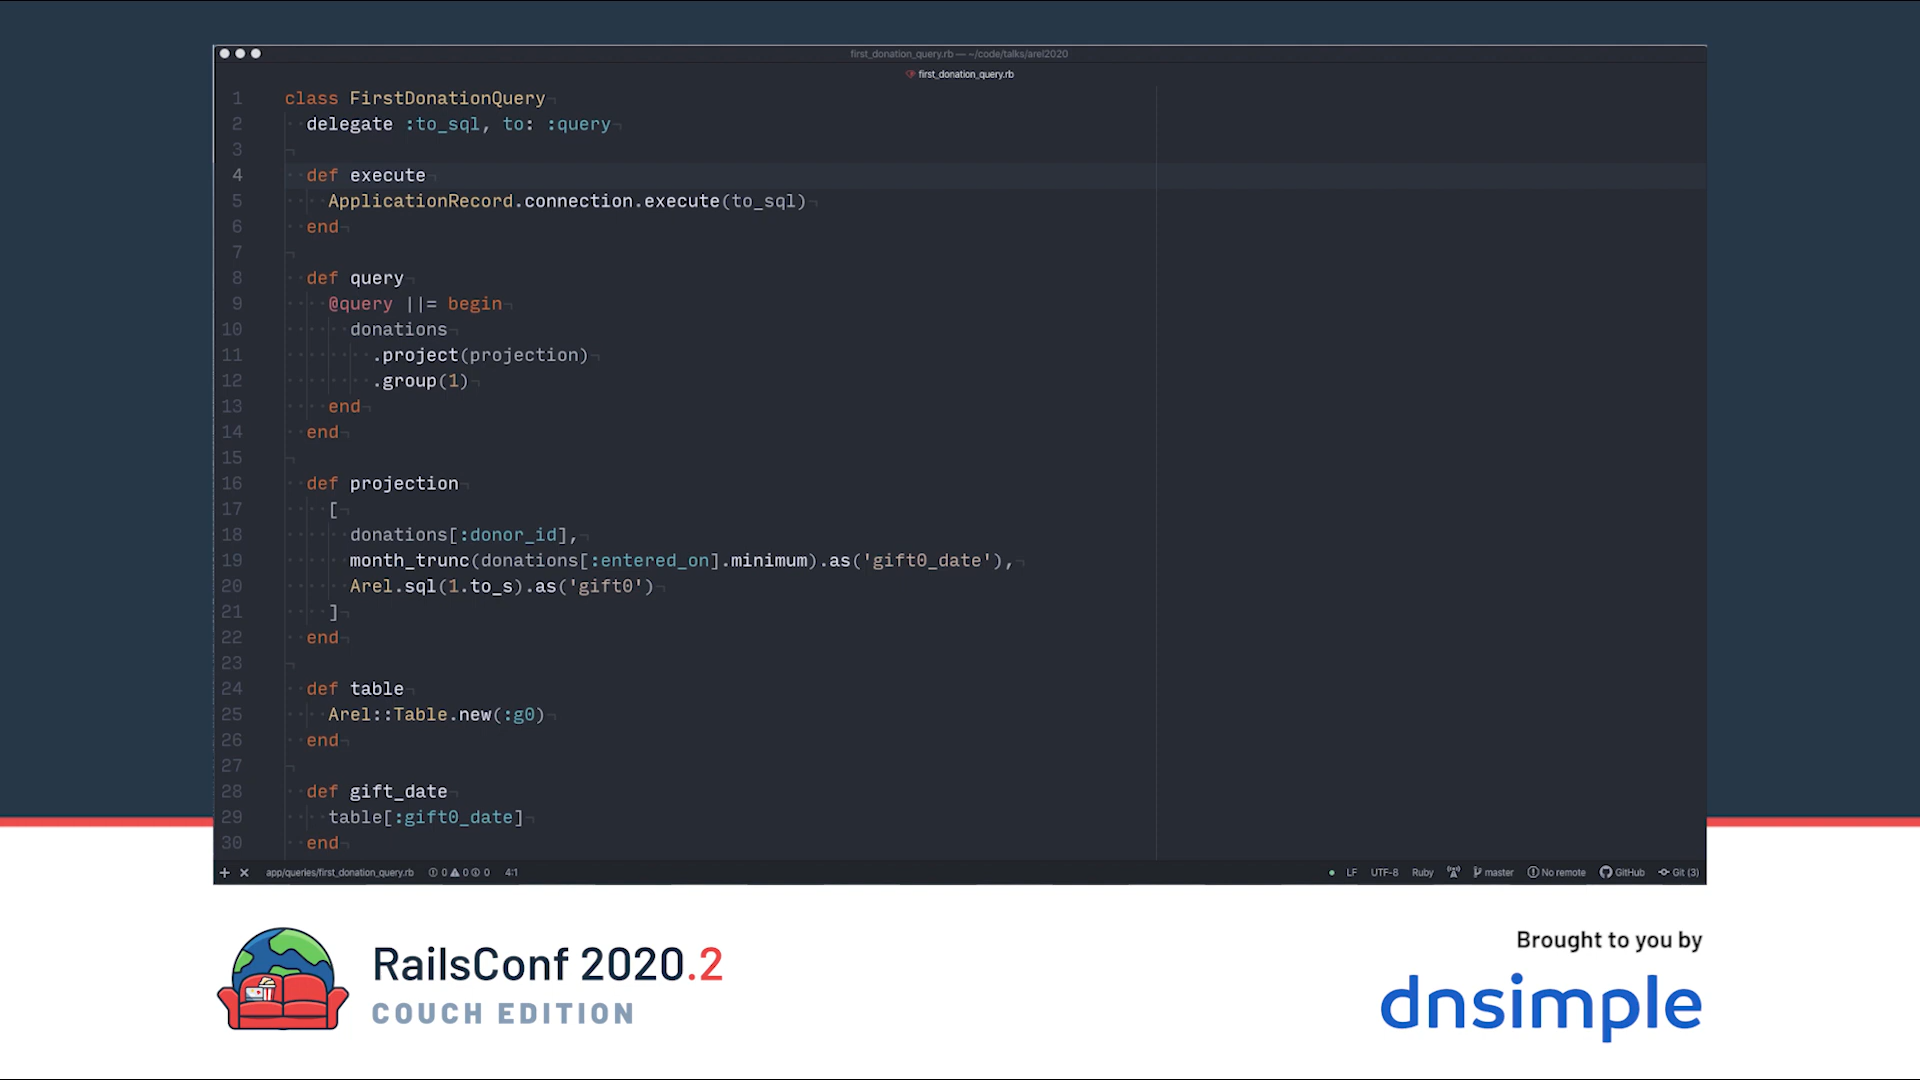 first_donation_query.rb — ~/code/talks/arel2020
first_donation_query.rb
1 class FirstDonationQuery
2   delegate :to_sql, to: :query
3
4   def execute
5     ApplicationRecord.connection.execute(to_sql)
6   end
7
8   def query
9     @query ||= begin
10       donations
11         .project(projection)
12         .group(1)
13     end
14   end
15
16   def projection
17     [
18       donations[:donor_id],
19       month_trunc(donations[:entered_on].minimum).as('gift0_date'),
20       Arel.sql(1.to_s).as('gift0')
21     ]
22   end
23
24   def table
25     Arel::Table.new(:g0)
26   end
27
28   def gift_date
29     table[:gift0_date]
30   end
+ × app/queries/first_donation_query.rb 0 0 0 4:1 LF UTF-8 Ruby master No remote GitHub Git (3)
RailsConf 2020.2
COUCH EDITION
Brought to you by
dnsimple